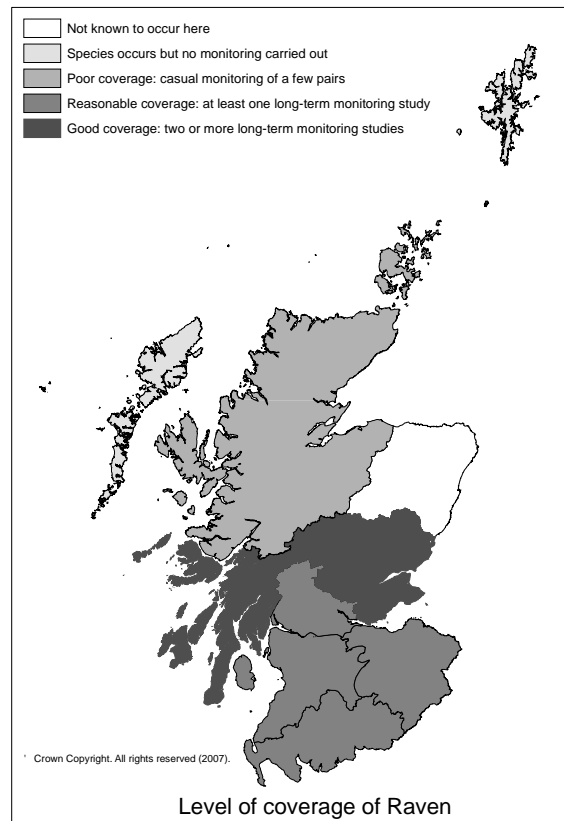 Not known to occur here
Species occurs but no monitoring carried out
Poor coverage: casual monitoring of a few pairs
Reasonable coverage: at least one long-term monitoring study
Good coverage: two or more long-term monitoring studies
' Crown Copyright. All rights reserved (2007).
Level of coverage of Raven